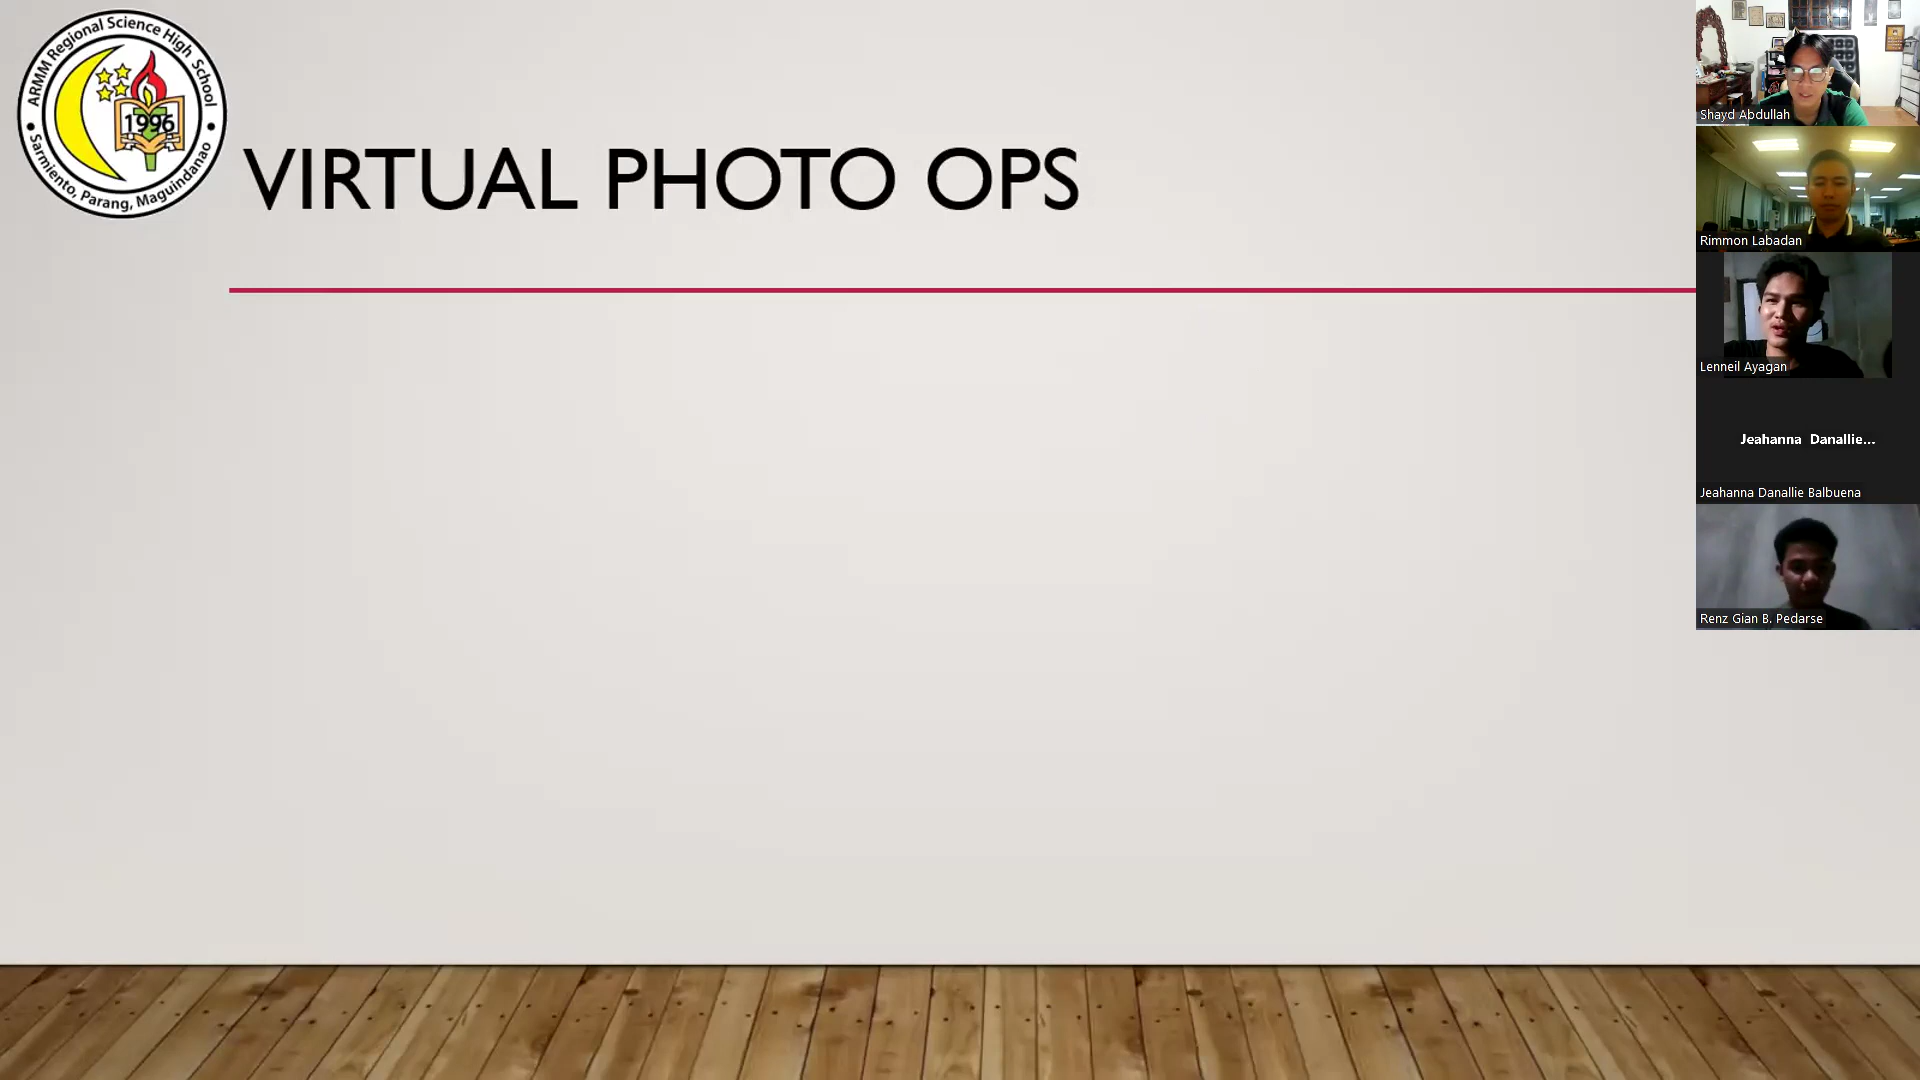 ARMM Regional Science High School
1996
Sarmiento, Parang, Maguindanao
VIRTUAL PHOTO OPS
Shayd Abdullah
Rimmon Labadan
Lenneil Ayagan
Jeahanna Danallie...
Jeahanna Danallie Balbuena
Renz Gian B. Pedarse